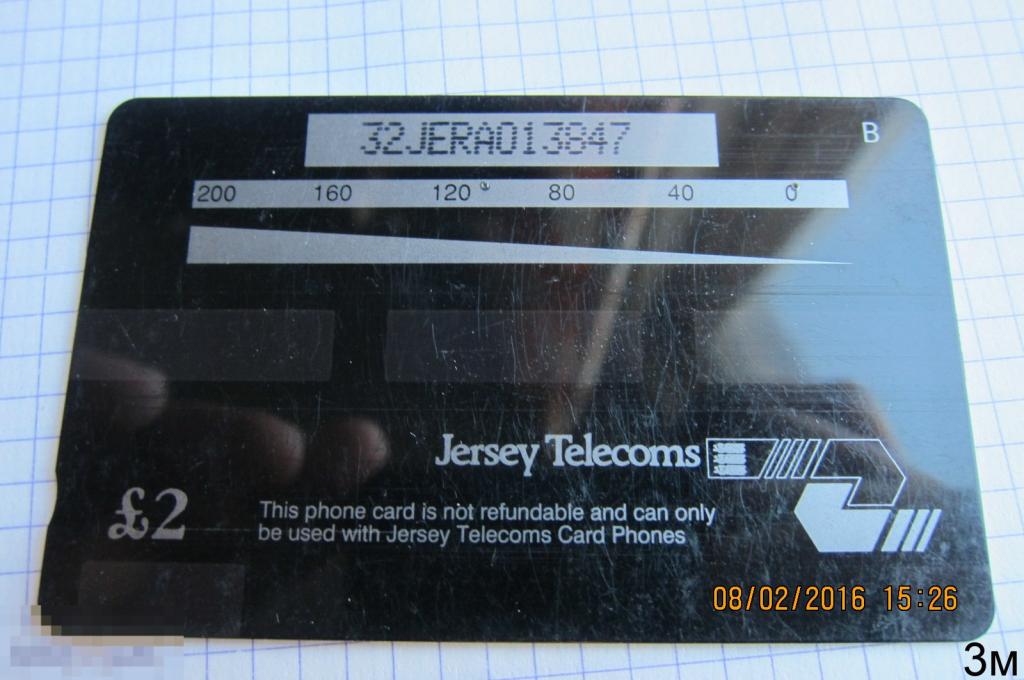 32JERA013847
B
200 160 120 80 40 0
Jersey Telecoms
£2
This phone card is not refundable and can only
be used with Jersey Telecoms Card Phones
08/02/2016 15:26
3м